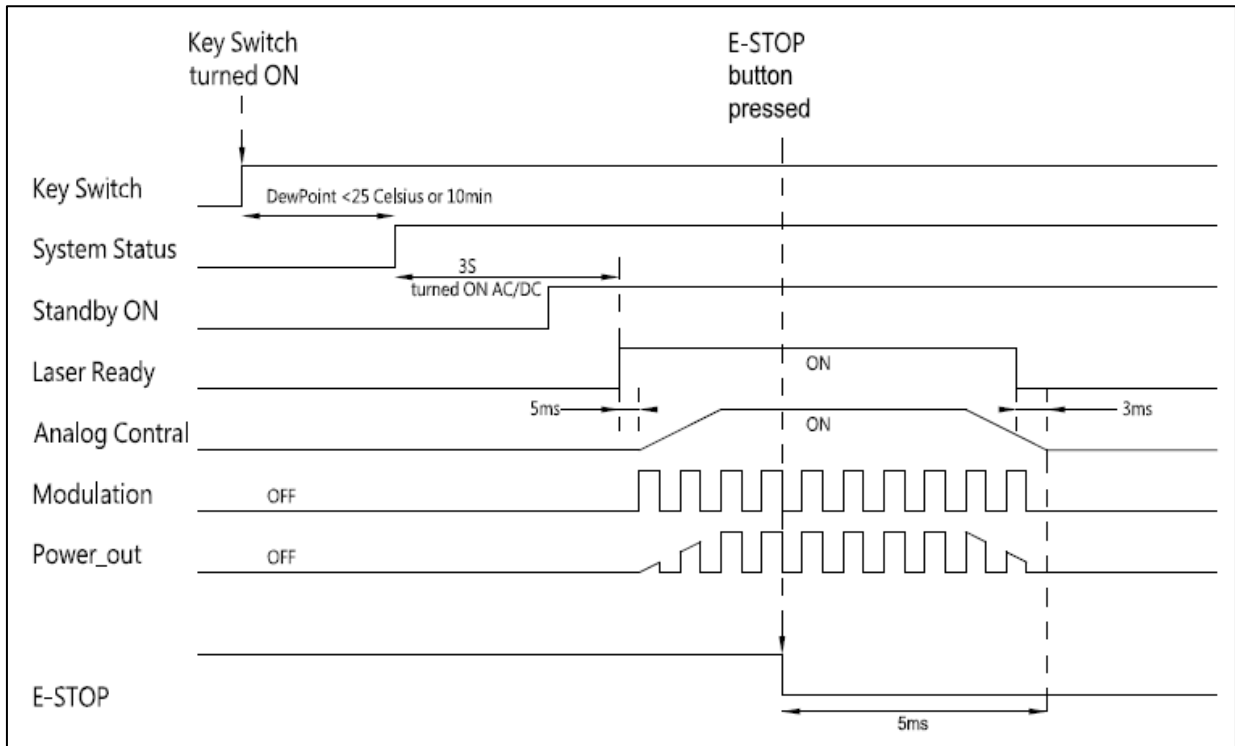 Key Switch
turned ON
E-STOP
button
pressed
Key Switch
DewPoint <25 Celsius or 10min
System Status
3S
turned ON AC/DC
Standby ON
Laser Ready
ON
5ms
3ms
Analog Contral
ON
Modulation
OFF
Power_out
OFF
E-STOP
5ms